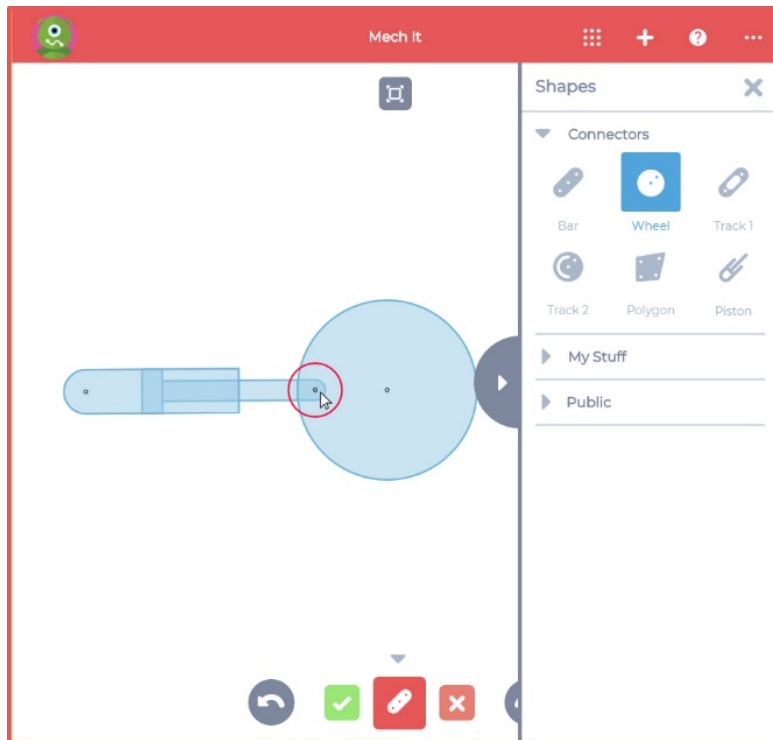 Mech It
Shapes
Connectors
Bar
Wheel
Track 1
Track 2
Polygon
Piston
My Stuff
Public